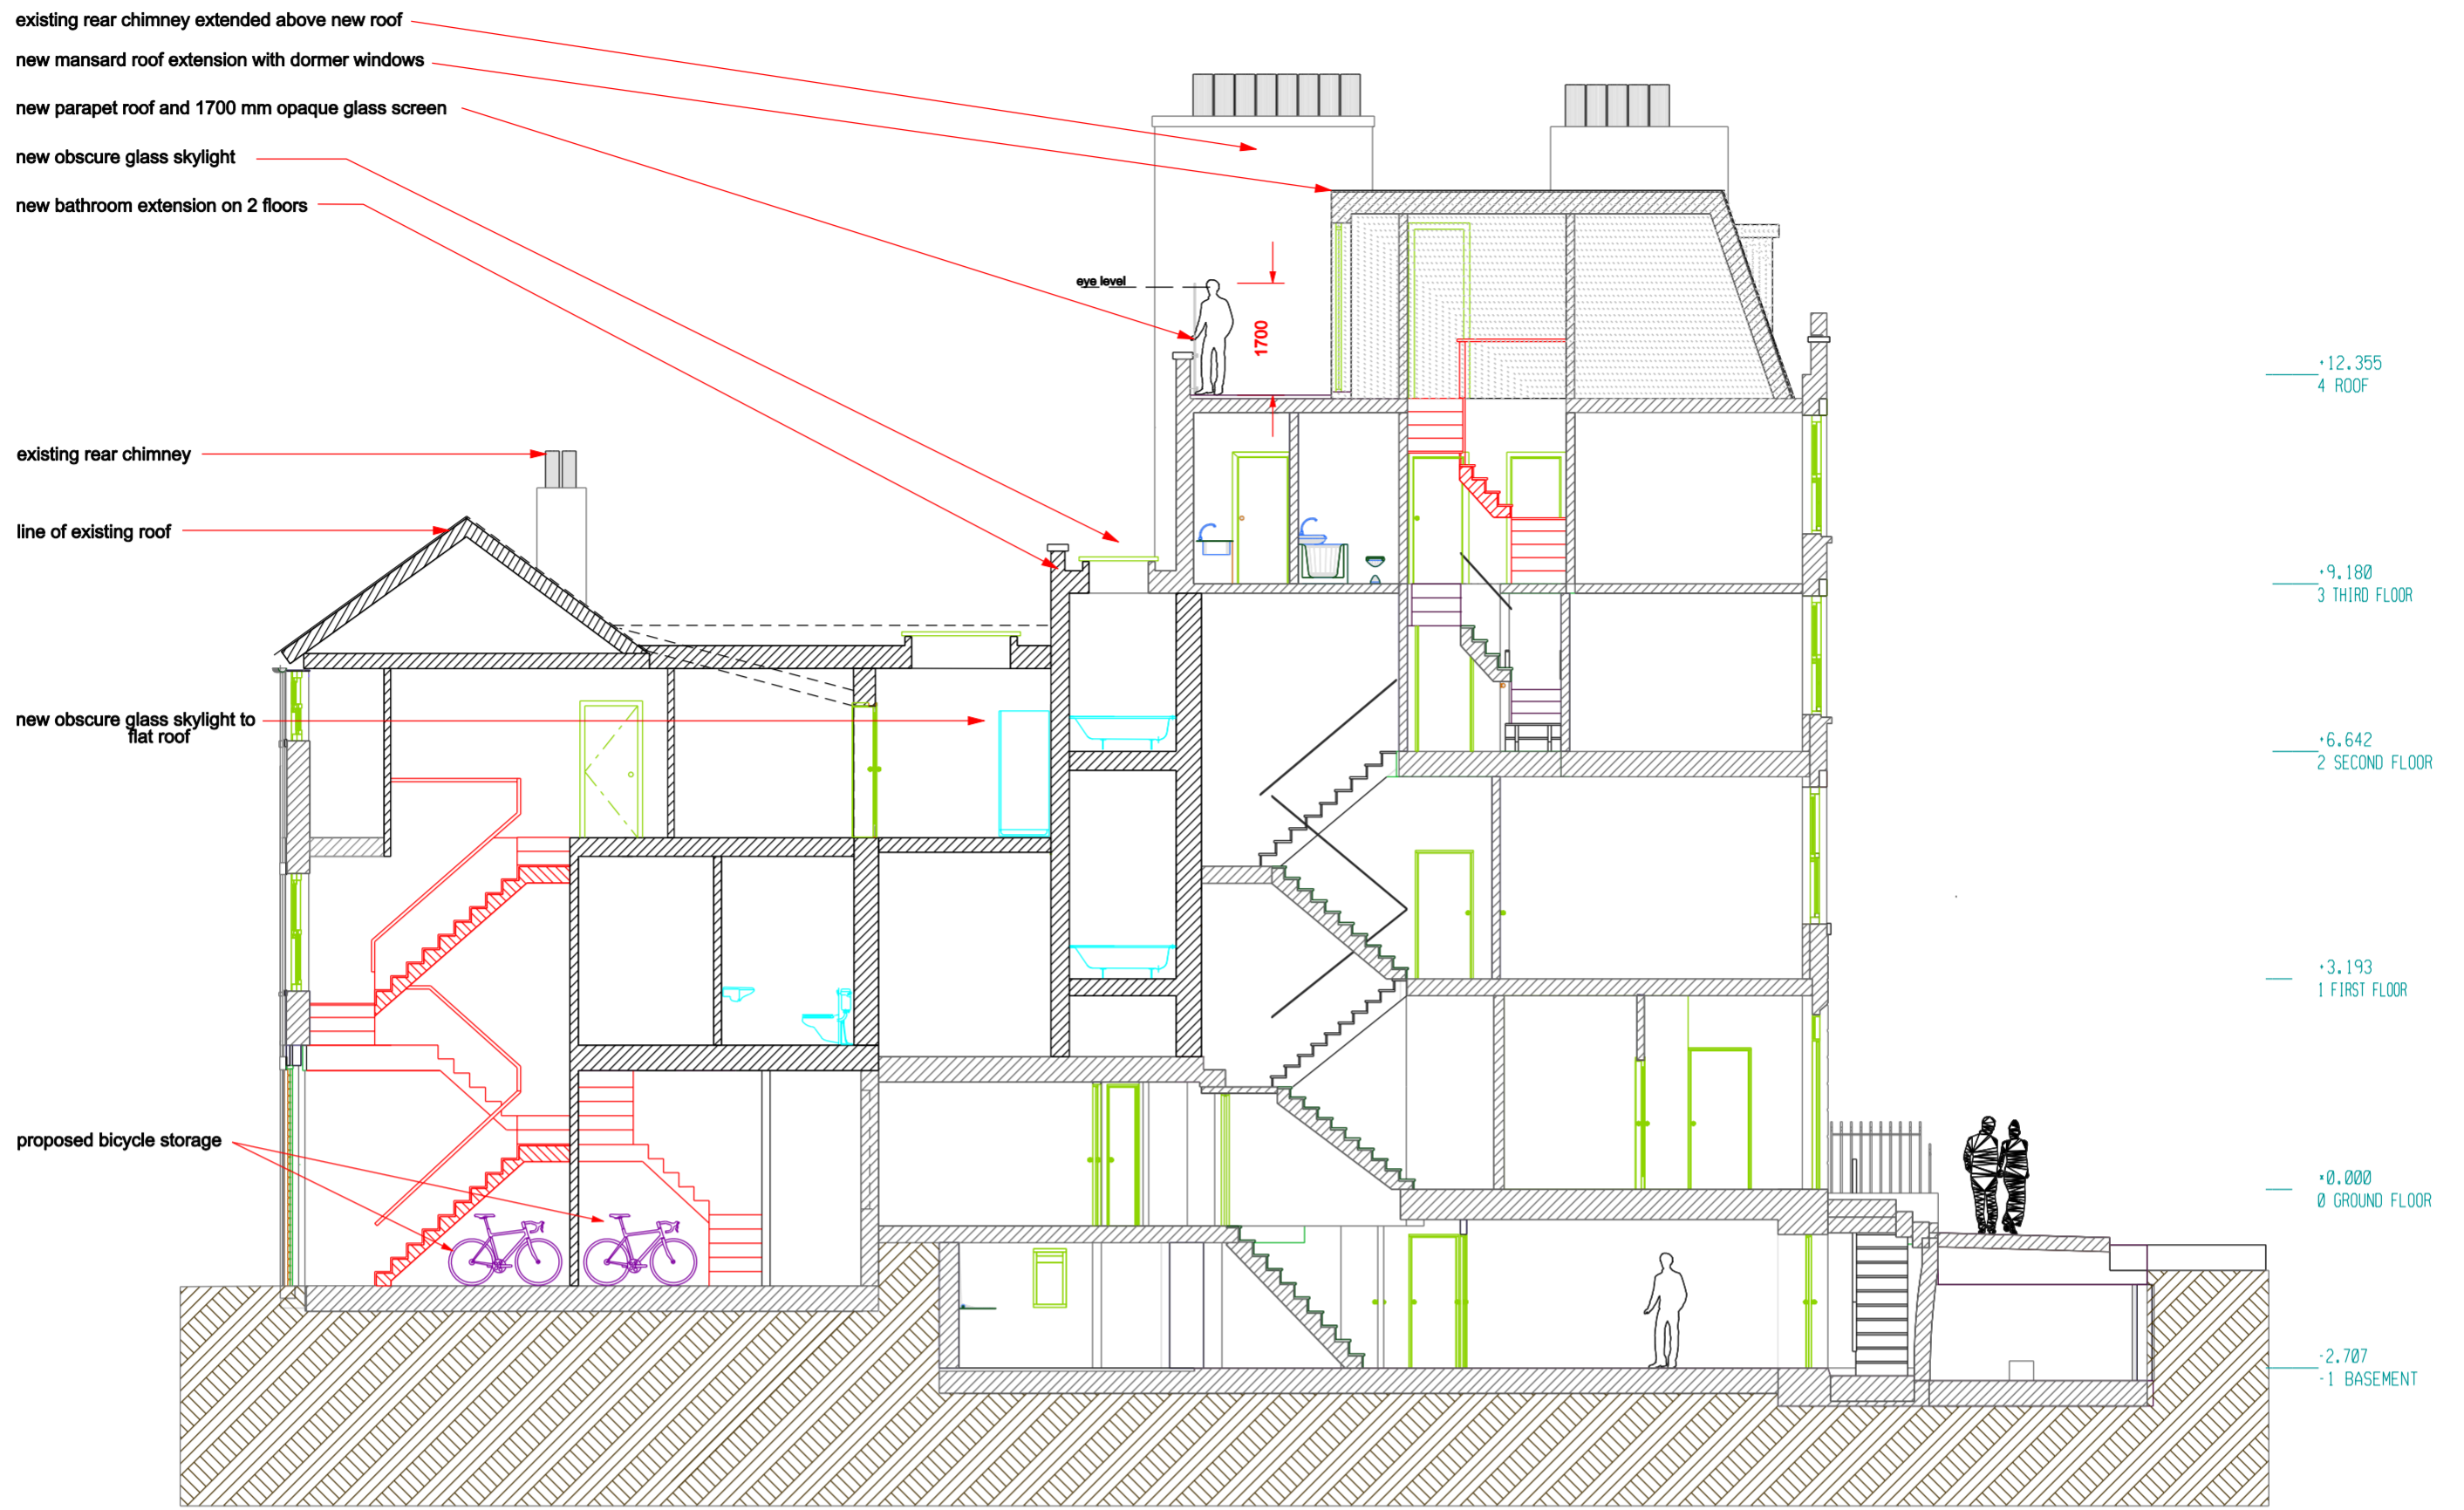 existing rear chimney extended above new roof
new mansard roof extension with dormer windows
new parapet roof and 1700 mm opaque glass screen
new obscure glass skylight
new bathroom extension on 2 floors
eye level
1700
+12.355
4 ROOF
existing rear chimney
line of existing roof
+9.180
3 THIRD FLOOR
new obscure glass skylight to
flat roof
+6.642
2 SECOND FLOOR
+3.193
1 FIRST FLOOR
proposed bicycle storage
±0.000
0 GROUND FLOOR
-2.707
-1 BASEMENT